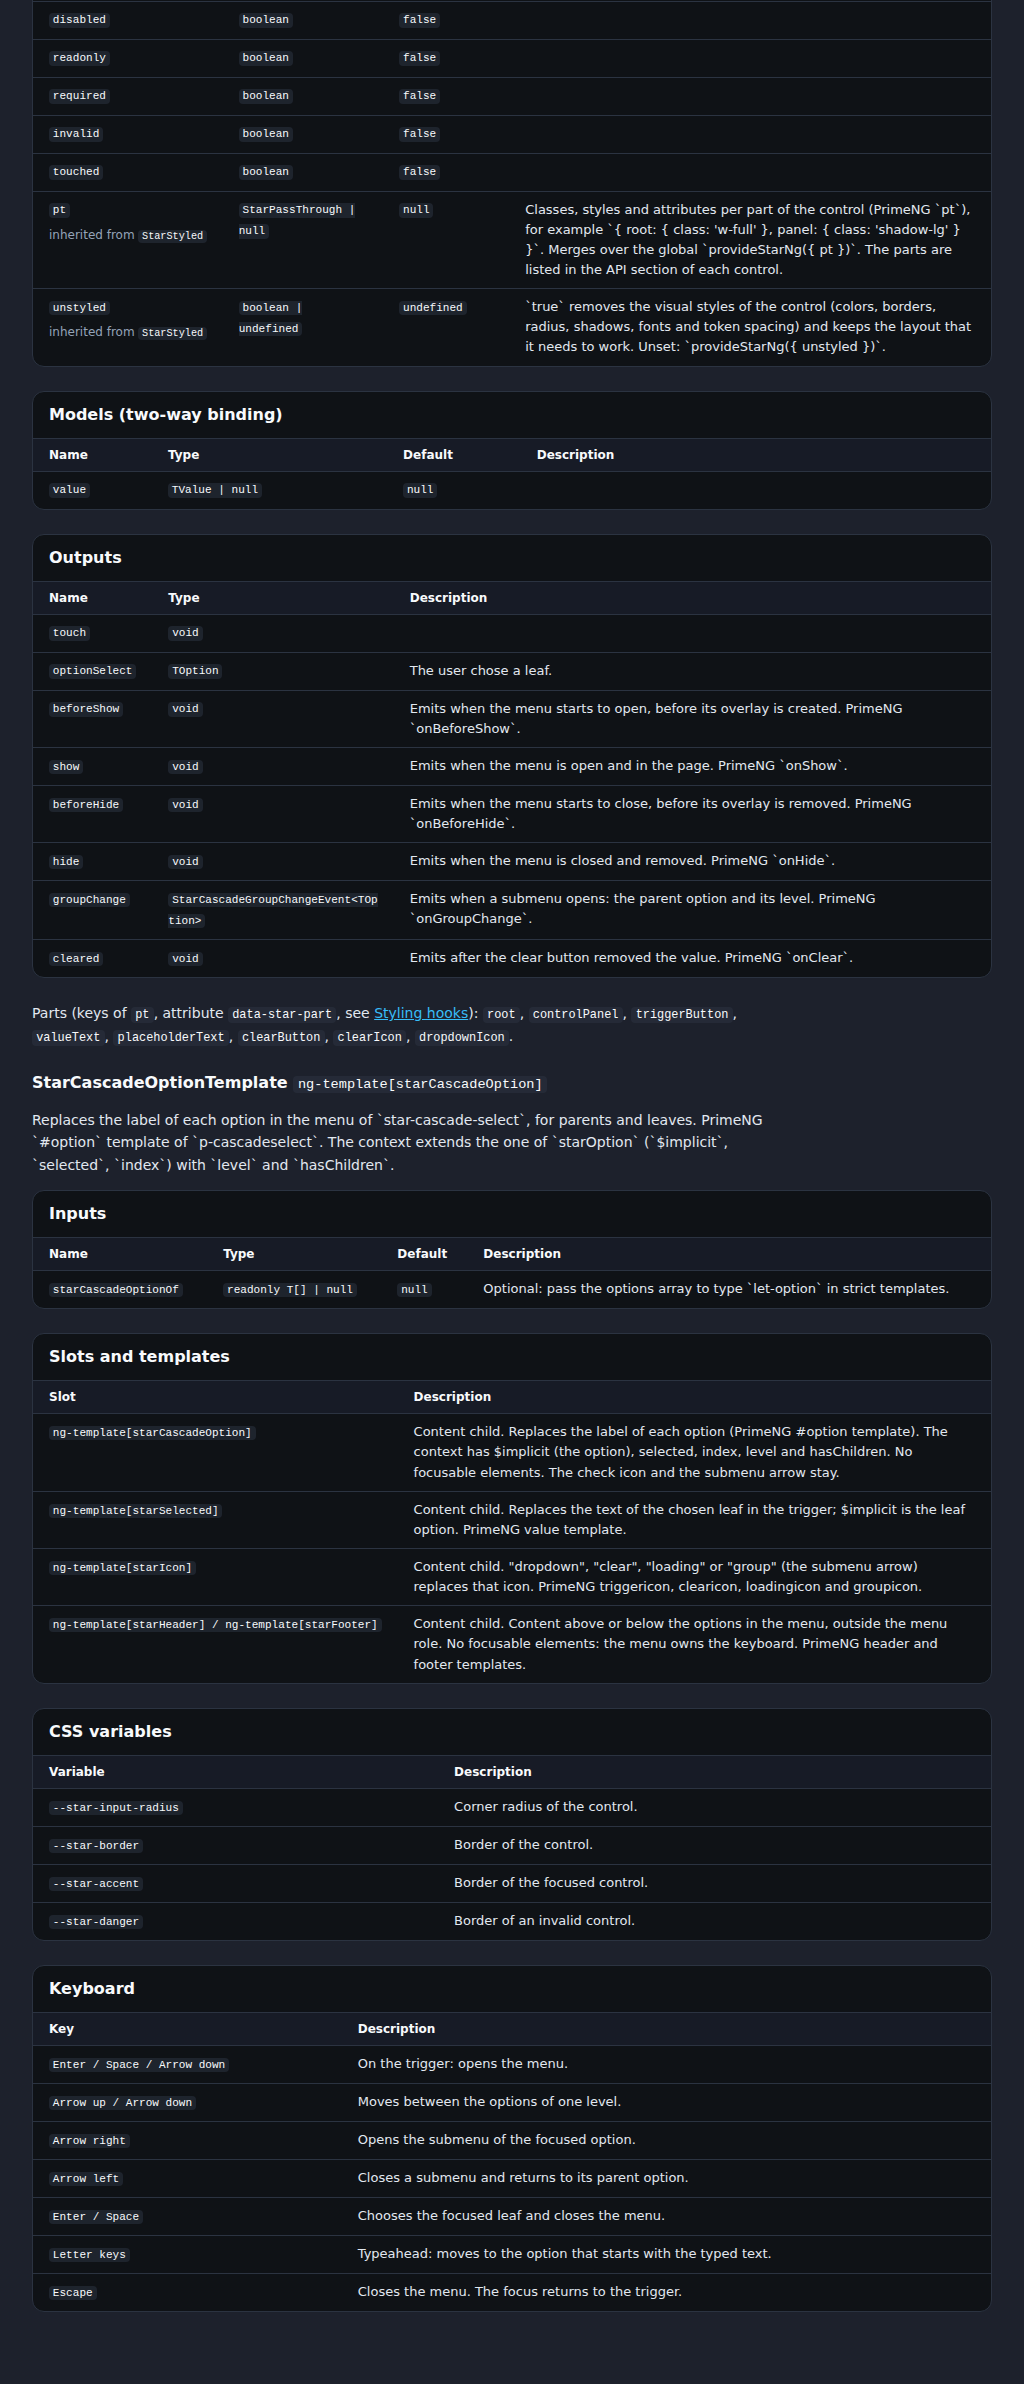 disabled boolean false
readonly boolean false
required boolean false
invalid boolean false
touched boolean false
pt StarPassThrough | null Classes, styles and attributes per part of the control (PrimeNG `pt`),
inherited from StarStyled null for example `{ root: { class: 'w-full' }, panel: { class: 'shadow-lg' }
}`. Merges over the global `provideStarNg({ pt })`. The parts are
listed in the API section of each control.
unstyled boolean | undefined `true` removes the visual styles of the control (colors, borders,
inherited from StarStyled undefined radius, shadows, fonts and token spacing) and keeps the layout that
it needs to work. Unset: `provideStarNg({ unstyled })`.
Models (two-way binding)
Name Type Default Description
value TValue | null null
Outputs
Name Type Description
touch void
optionSelect TOption The user chose a leaf.
beforeShow void Emits when the menu starts to open, before its overlay is created. PrimeNG
`onBeforeShow`.
show void Emits when the menu is open and in the page. PrimeNG `onShow`.
beforeHide void Emits when the menu starts to close, before its overlay is removed. PrimeNG
`onBeforeHide`.
hide void Emits when the menu is closed and removed. PrimeNG `onHide`.
groupChange StarCascadeGroupChangeEvent<TOp Emits when a submenu opens: the parent option and its level. PrimeNG
tion> `onGroupChange`.
cleared void Emits after the clear button removed the value. PrimeNG `onClear`.
Parts (keys of pt, attribute data-star-part, see Styling hooks): root, controlPanel, triggerButton,
valueText, placeholderText, clearButton, clearIcon, dropdownIcon.
StarCascadeOptionTemplate ng-template[starCascadeOption]
Replaces the label of each option in the menu of `star-cascade-select`, for parents and leaves. PrimeNG
`#option` template of `p-cascadeselect`. The context extends the one of `starOption` (`$implicit`,
`selected`, `index`) with `level` and `hasChildren`.
Inputs
Name Type Default Description
starCascadeOptionOf readonly T[] | null null Optional: pass the options array to type `let-option` in strict templates.
Slots and templates
Slot Description
ng-template[starCascadeOption] Content child. Replaces the label of each option (PrimeNG #option template). The
context has $implicit (the option), selected, index, level and hasChildren. No
focusable elements. The check icon and the submenu arrow stay.
ng-template[starSelected] Content child. Replaces the text of the chosen leaf in the trigger; $implicit is the leaf
option. PrimeNG value template.
ng-template[starIcon] Content child. "dropdown", "clear", "loading" or "group" (the submenu arrow)
replaces that icon. PrimeNG triggericon, clearicon, loadingicon and groupicon.
ng-template[starHeader] / ng-template[starFooter] Content child. Content above or below the options in the menu, outside the menu
role. No focusable elements: the menu owns the keyboard. PrimeNG header and
footer templates.
CSS variables
Variable Description
--star-input-radius Corner radius of the control.
--star-border Border of the control.
--star-accent Border of the focused control.
--star-danger Border of an invalid control.
Keyboard
Key Description
Enter / Space / Arrow down On the trigger: opens the menu.
Arrow up / Arrow down Moves between the options of one level.
Arrow right Opens the submenu of the focused option.
Arrow left Closes a submenu and returns to its parent option.
Enter / Space Chooses the focused leaf and closes the menu.
Letter keys Typeahead: moves to the option that starts with the typed text.
Escape Closes the menu. The focus returns to the trigger.